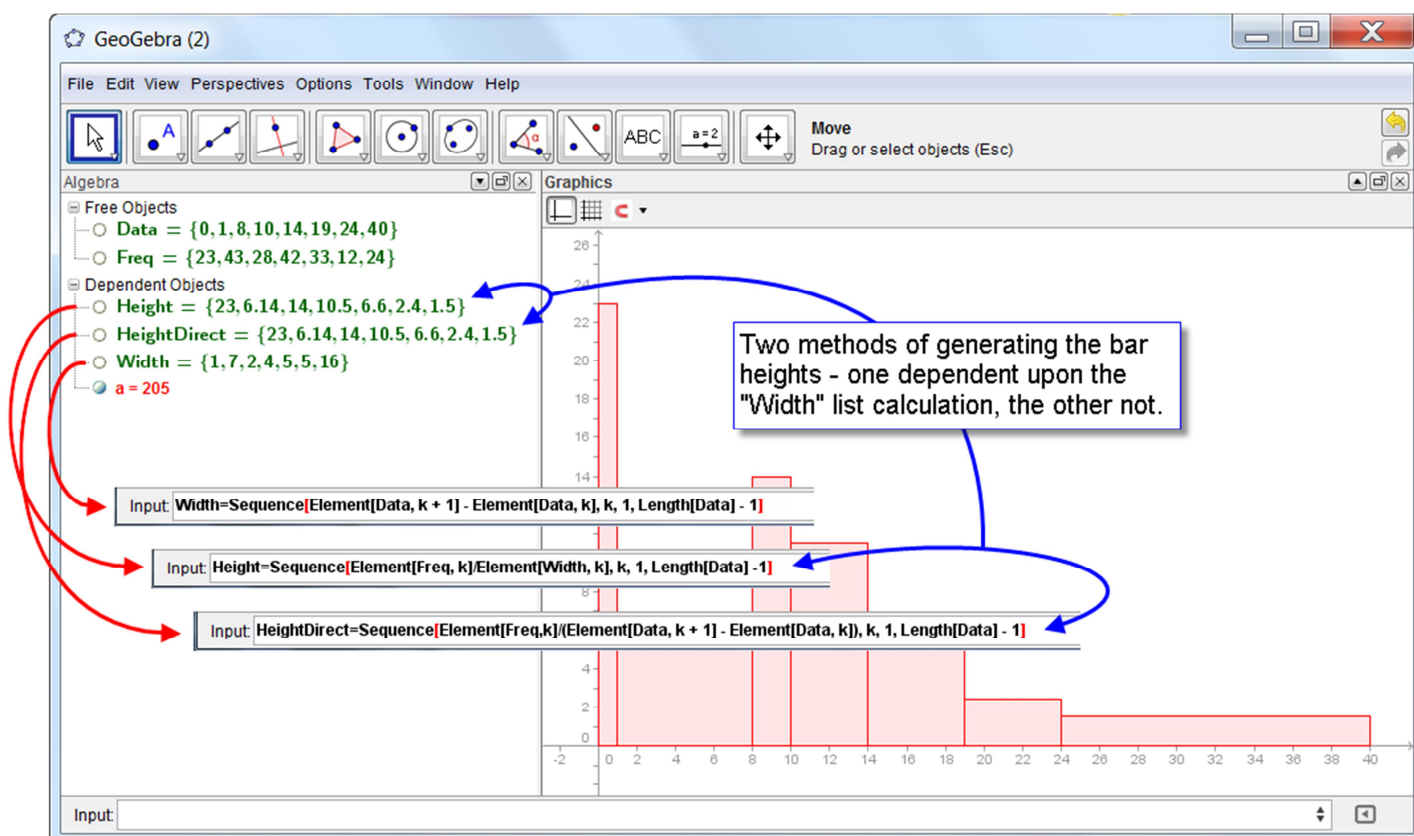 GeoGebra (2)
File Edit View Perspectives Options Tools Window Help
A
α
ABC
a=2
Move
Drag or select objects (Esc)
Algebra
Graphics
Free Objects
Data = {0,1,8,10,14,19,24,40}
Freq = {23,43,28,42,33,12,24}
Dependent Objects
Height = {23,6.14,14,10.5,6.6,2.4,1.5}
HeightDirect = {23,6.14,14,10.5,6.6,2.4,1.5}
Width = {1,7,2,4,5,5,16}
a = 205
26
24
22
20
18
16
14
8
4
2
0
Two methods of generating the bar
heights - one dependent upon the
"Width" list calculation, the other not.
Input: Width=Sequence[Element[Data, k + 1] - Element[Data, k], k, 1, Length[Data] - 1]
Input: Height=Sequence[Element[Freq, k]/Element[Width, k], k, 1, Length[Data] -1]
Input: HeightDirect=Sequence[Element[Freq,k]/(Element[Data, k + 1] - Element[Data, k]), k, 1, Length[Data] - 1]
-2 0 2 4 6 8 10 12 14 16 18 20 22 24 26 28 30 32 34 36 38 40
Input: